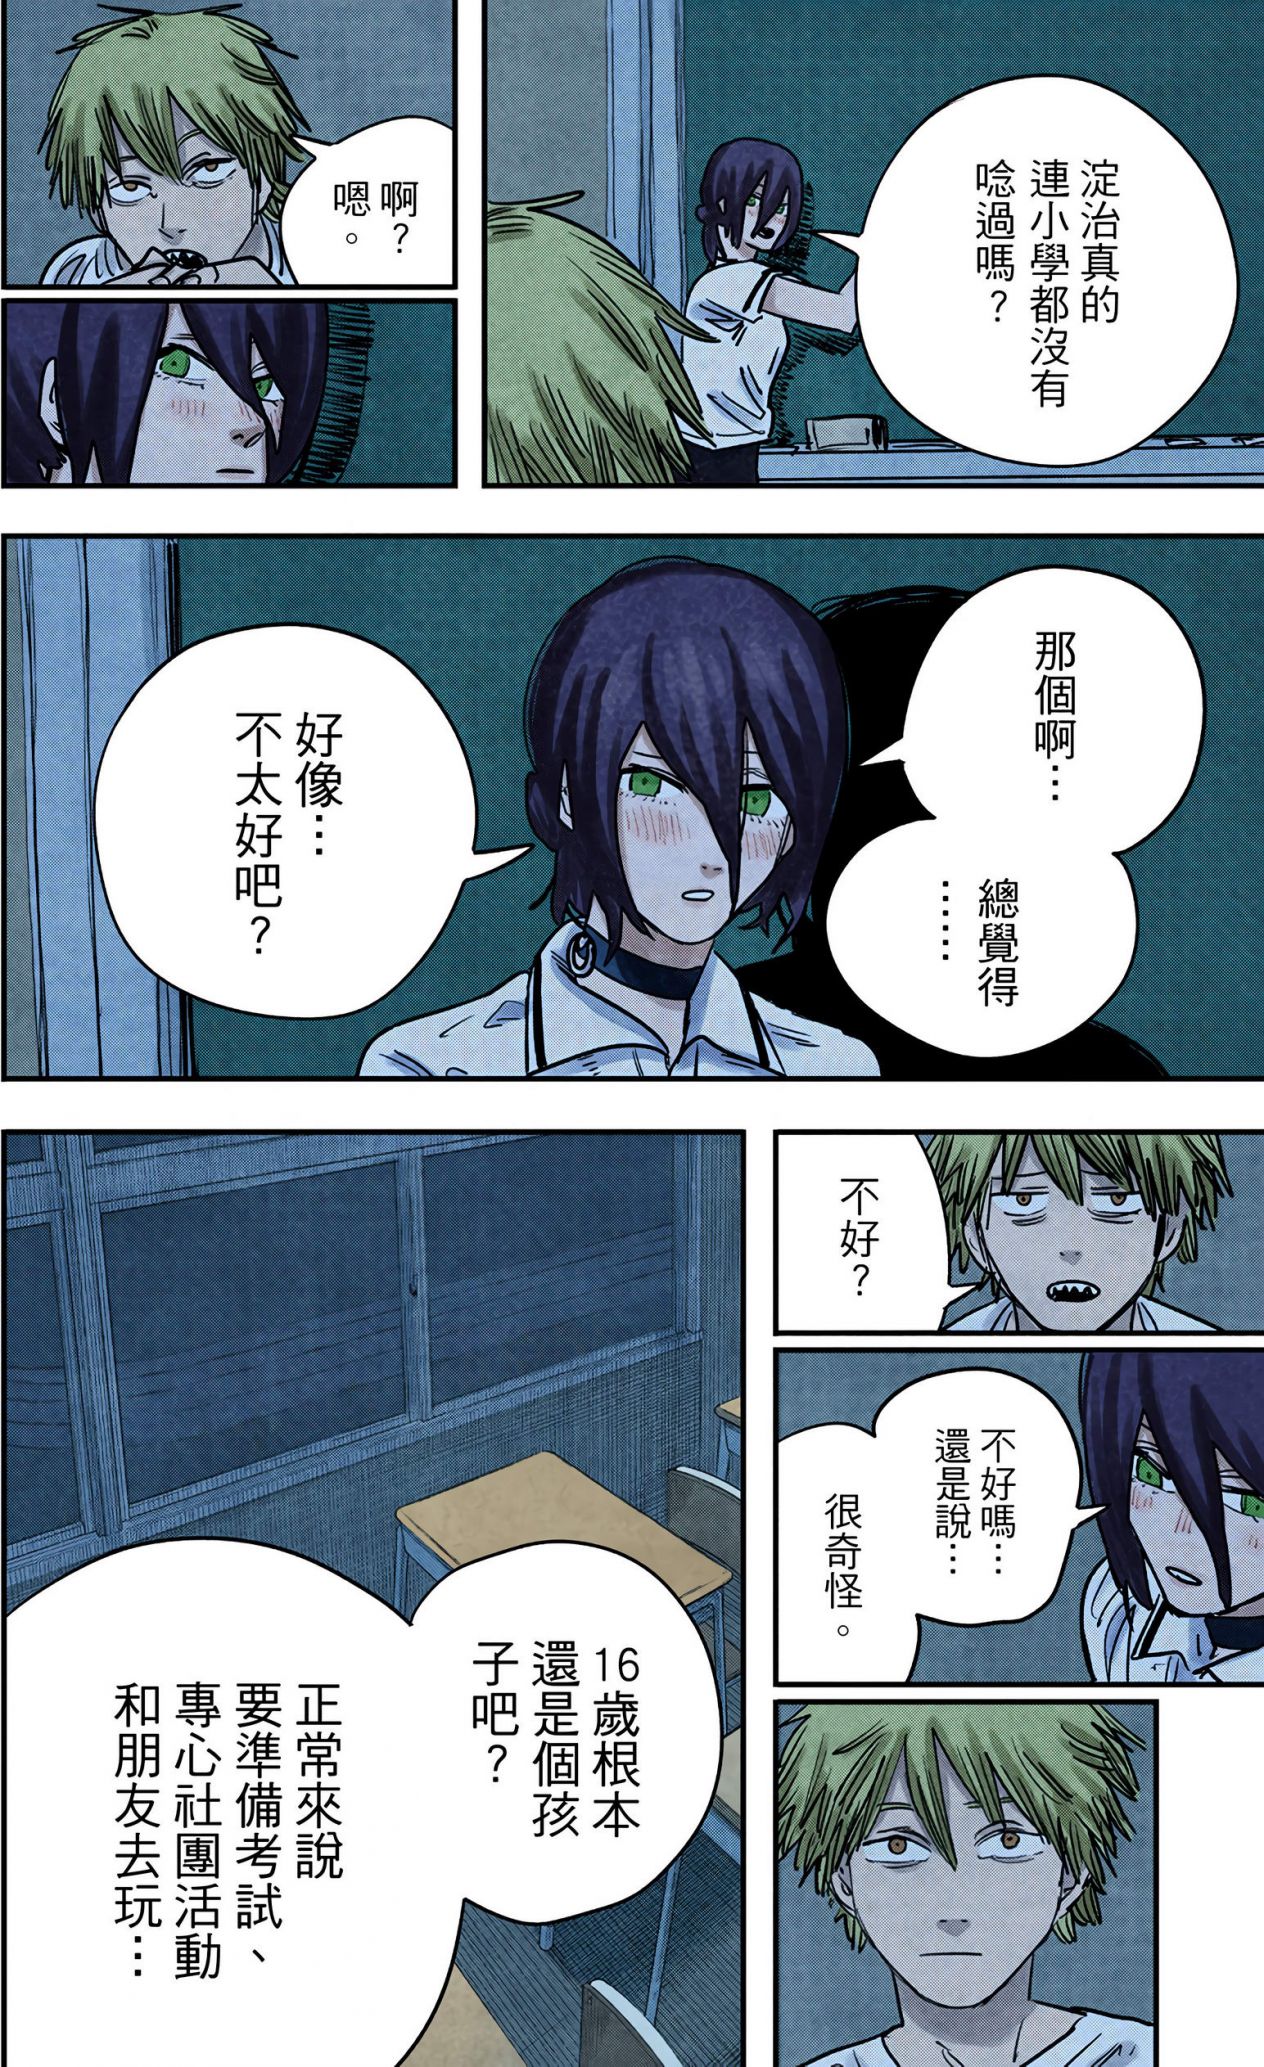 淀治真的
連小學都沒有
唸過嗎？
啊？
嗯。
那個啊…
總覺得
……
好像…
不太好吧？
不好？
不好嗎…
還是說…
很奇怪。
16歲根本
還是個孩
子吧？
正常來說
要準備考試、
專心社團活動
和朋友去玩…